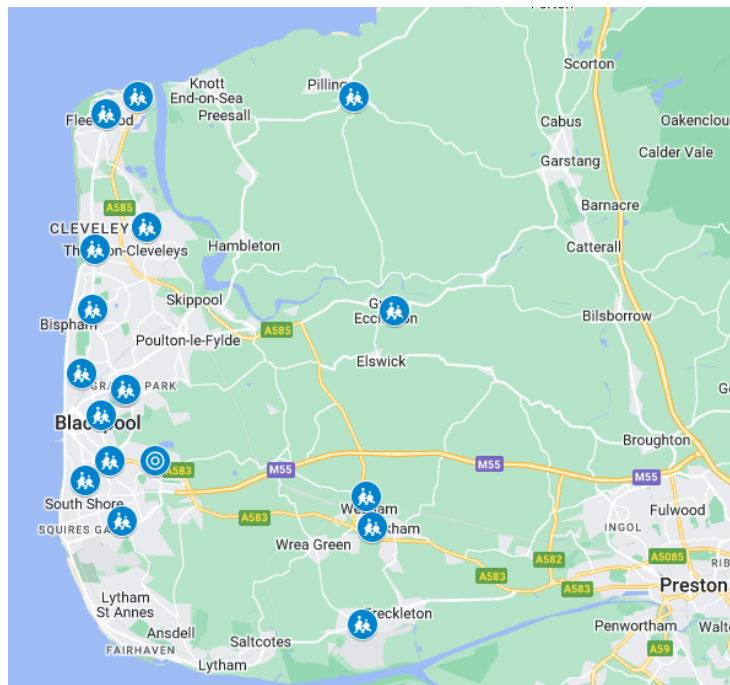 Scorton
Knott
End-on-Sea
Pilling
Preesall
Oakenclou
Cabus
Calder Vale
Garstang
Barnacre
A585
CLEVELEY
Hambleton
Catterall
Skippool
Bispham
Bilsborrow
A585
Poulton-le-Fylde
Elswick
PARK
Broughton
A583
M55
M55
M55
South Shore
Fulwood
A583
SQUIRES GA
INGOL
Wrea Green
A5085
A582
A583
A583
Preston
Lytham
St Annes
Penwortham
Ansdell
Saltcotes
FAIRHAVEN
A59
Lytham